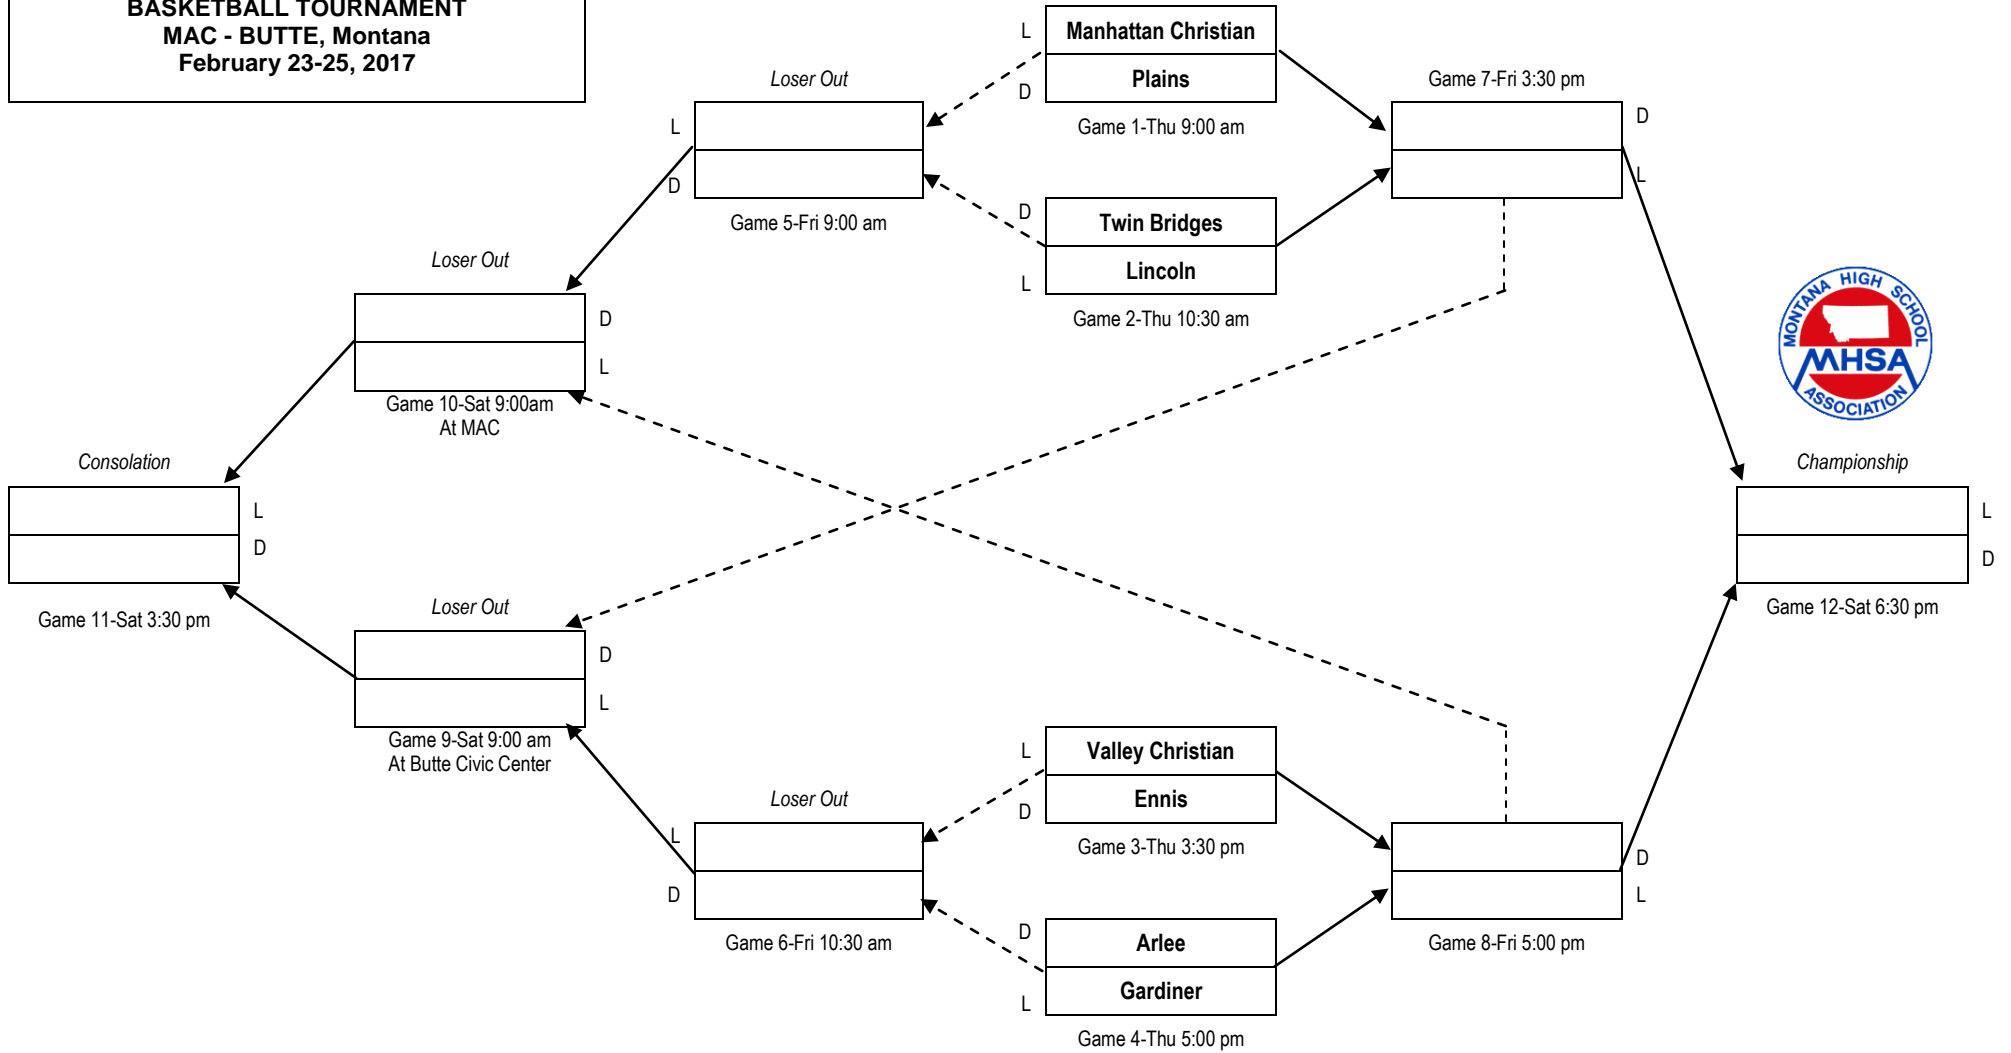 BASKETBALL TOURNAMENT
MAC - BUTTE, Montana
February 23-25, 2017
L
Manhattan Christian
D
Plains
Game 1-Thu 9:00 am
Loser Out
L
D
Game 5-Fri 9:00 am
Game 7-Fri 3:30 pm
D
L
D
Twin Bridges
L
Lincoln
Game 2-Thu 10:30 am
Loser Out
D
L
Game 10-Sat 9:00am
At MAC
MONTANA HIGH SCHOOL
MHSA
ASSOCIATION
Consolation
L
D
Game 11-Sat 3:30 pm
Championship
L
D
Game 12-Sat 6:30 pm
Loser Out
D
L
Game 9-Sat 9:00 am
At Butte Civic Center
L
Valley Christian
D
Ennis
Game 3-Thu 3:30 pm
Loser Out
L
D
Game 6-Fri 10:30 am
D
L
Game 8-Fri 5:00 pm
D
Arlee
L
Gardiner
Game 4-Thu 5:00 pm